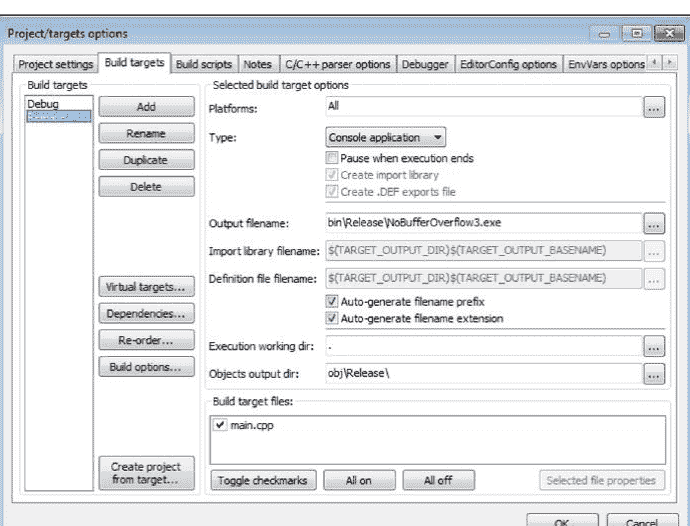 Project/targets options
Project settings Build targets Build scripts Notes C/C++ parser options Debugger EditorConfig options EnvVars options
Build targets
Debug
Add
Rename
Duplicate
Delete
Virtual targets...
Dependencies...
Re-order...
Build options...
Create project
from target...
Selected build target options
Platforms: All ...
Type: Console application
Pause when execution ends
Create import library
Create .DEF exports file
Output filename: bin\Release\NoBufferOverflow3.exe ...
Import library filename: $(TARGET_OUTPUT_DIR)$(TARGET_OUTPUT_BASENAME) ...
Definition file filename: $(TARGET_OUTPUT_DIR)$(TARGET_OUTPUT_BASENAME) ...
Auto-generate filename prefix
Auto-generate filename extension
Execution working dir: . ...
Objects output dir: obj\Release\ ...
Build target files:
main.cpp
Toggle checkmarks All on All off Selected file properties
OK Cancel